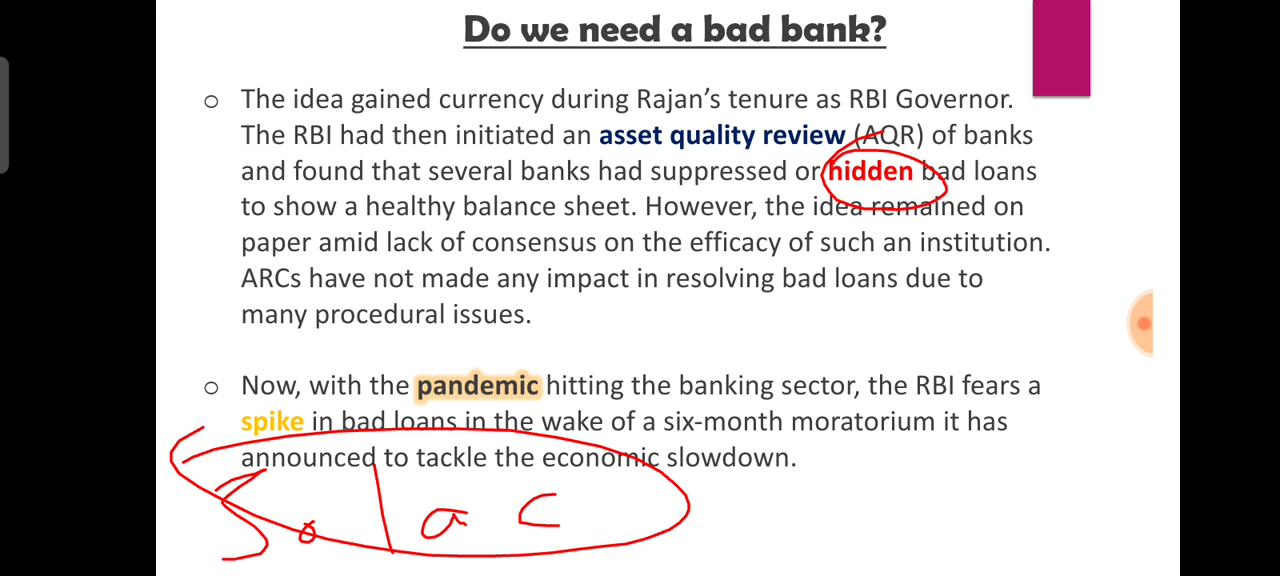 Do we need a bad bank?
o The idea gained currency during Rajan's tenure as RBI Governor.
The RBI had then initiated an asset quality review (AQR) of banks
and found that several banks had suppressed or hidden bad loans
to show a healthy balance sheet. However, the idea remained on
paper amid lack of consensus on the efficacy of such an institution.
ARCs have not made any impact in resolving bad loans due to
many procedural issues.
o Now, with the pandemic hitting the banking sector, the RBI fears a
spike in bad loans in the wake of a six-month moratorium it has
announced to tackle the economic slowdown.